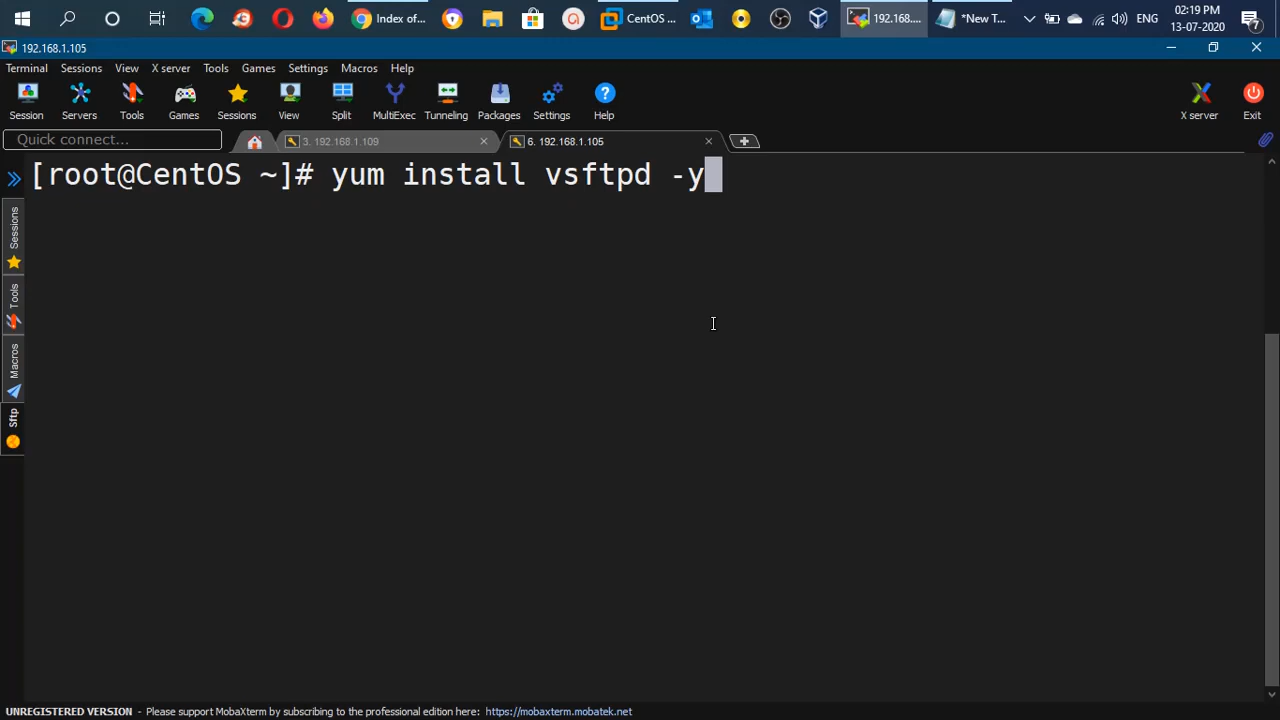 Index of...
CentOS ...
192.168....
*New T...
ENG
02:19 PM
13-07-2020
7
192.168.1.105
Terminal Sessions View X server Tools Games Settings Macros Help
Session Servers Tools Games Sessions View Split MultiExec Tunneling Packages Settings Help X server Exit
Quick connect...
3. 192.168.1.109
6. 192.168.1.105
[root@CentOS ~]# yum install vsftpd -y
Sessions
Tools
Macros
Sftp
UNREGISTERED VERSION - Please support MobaXterm by subscribing to the professional edition here: https://mobaxterm.mobatek.net